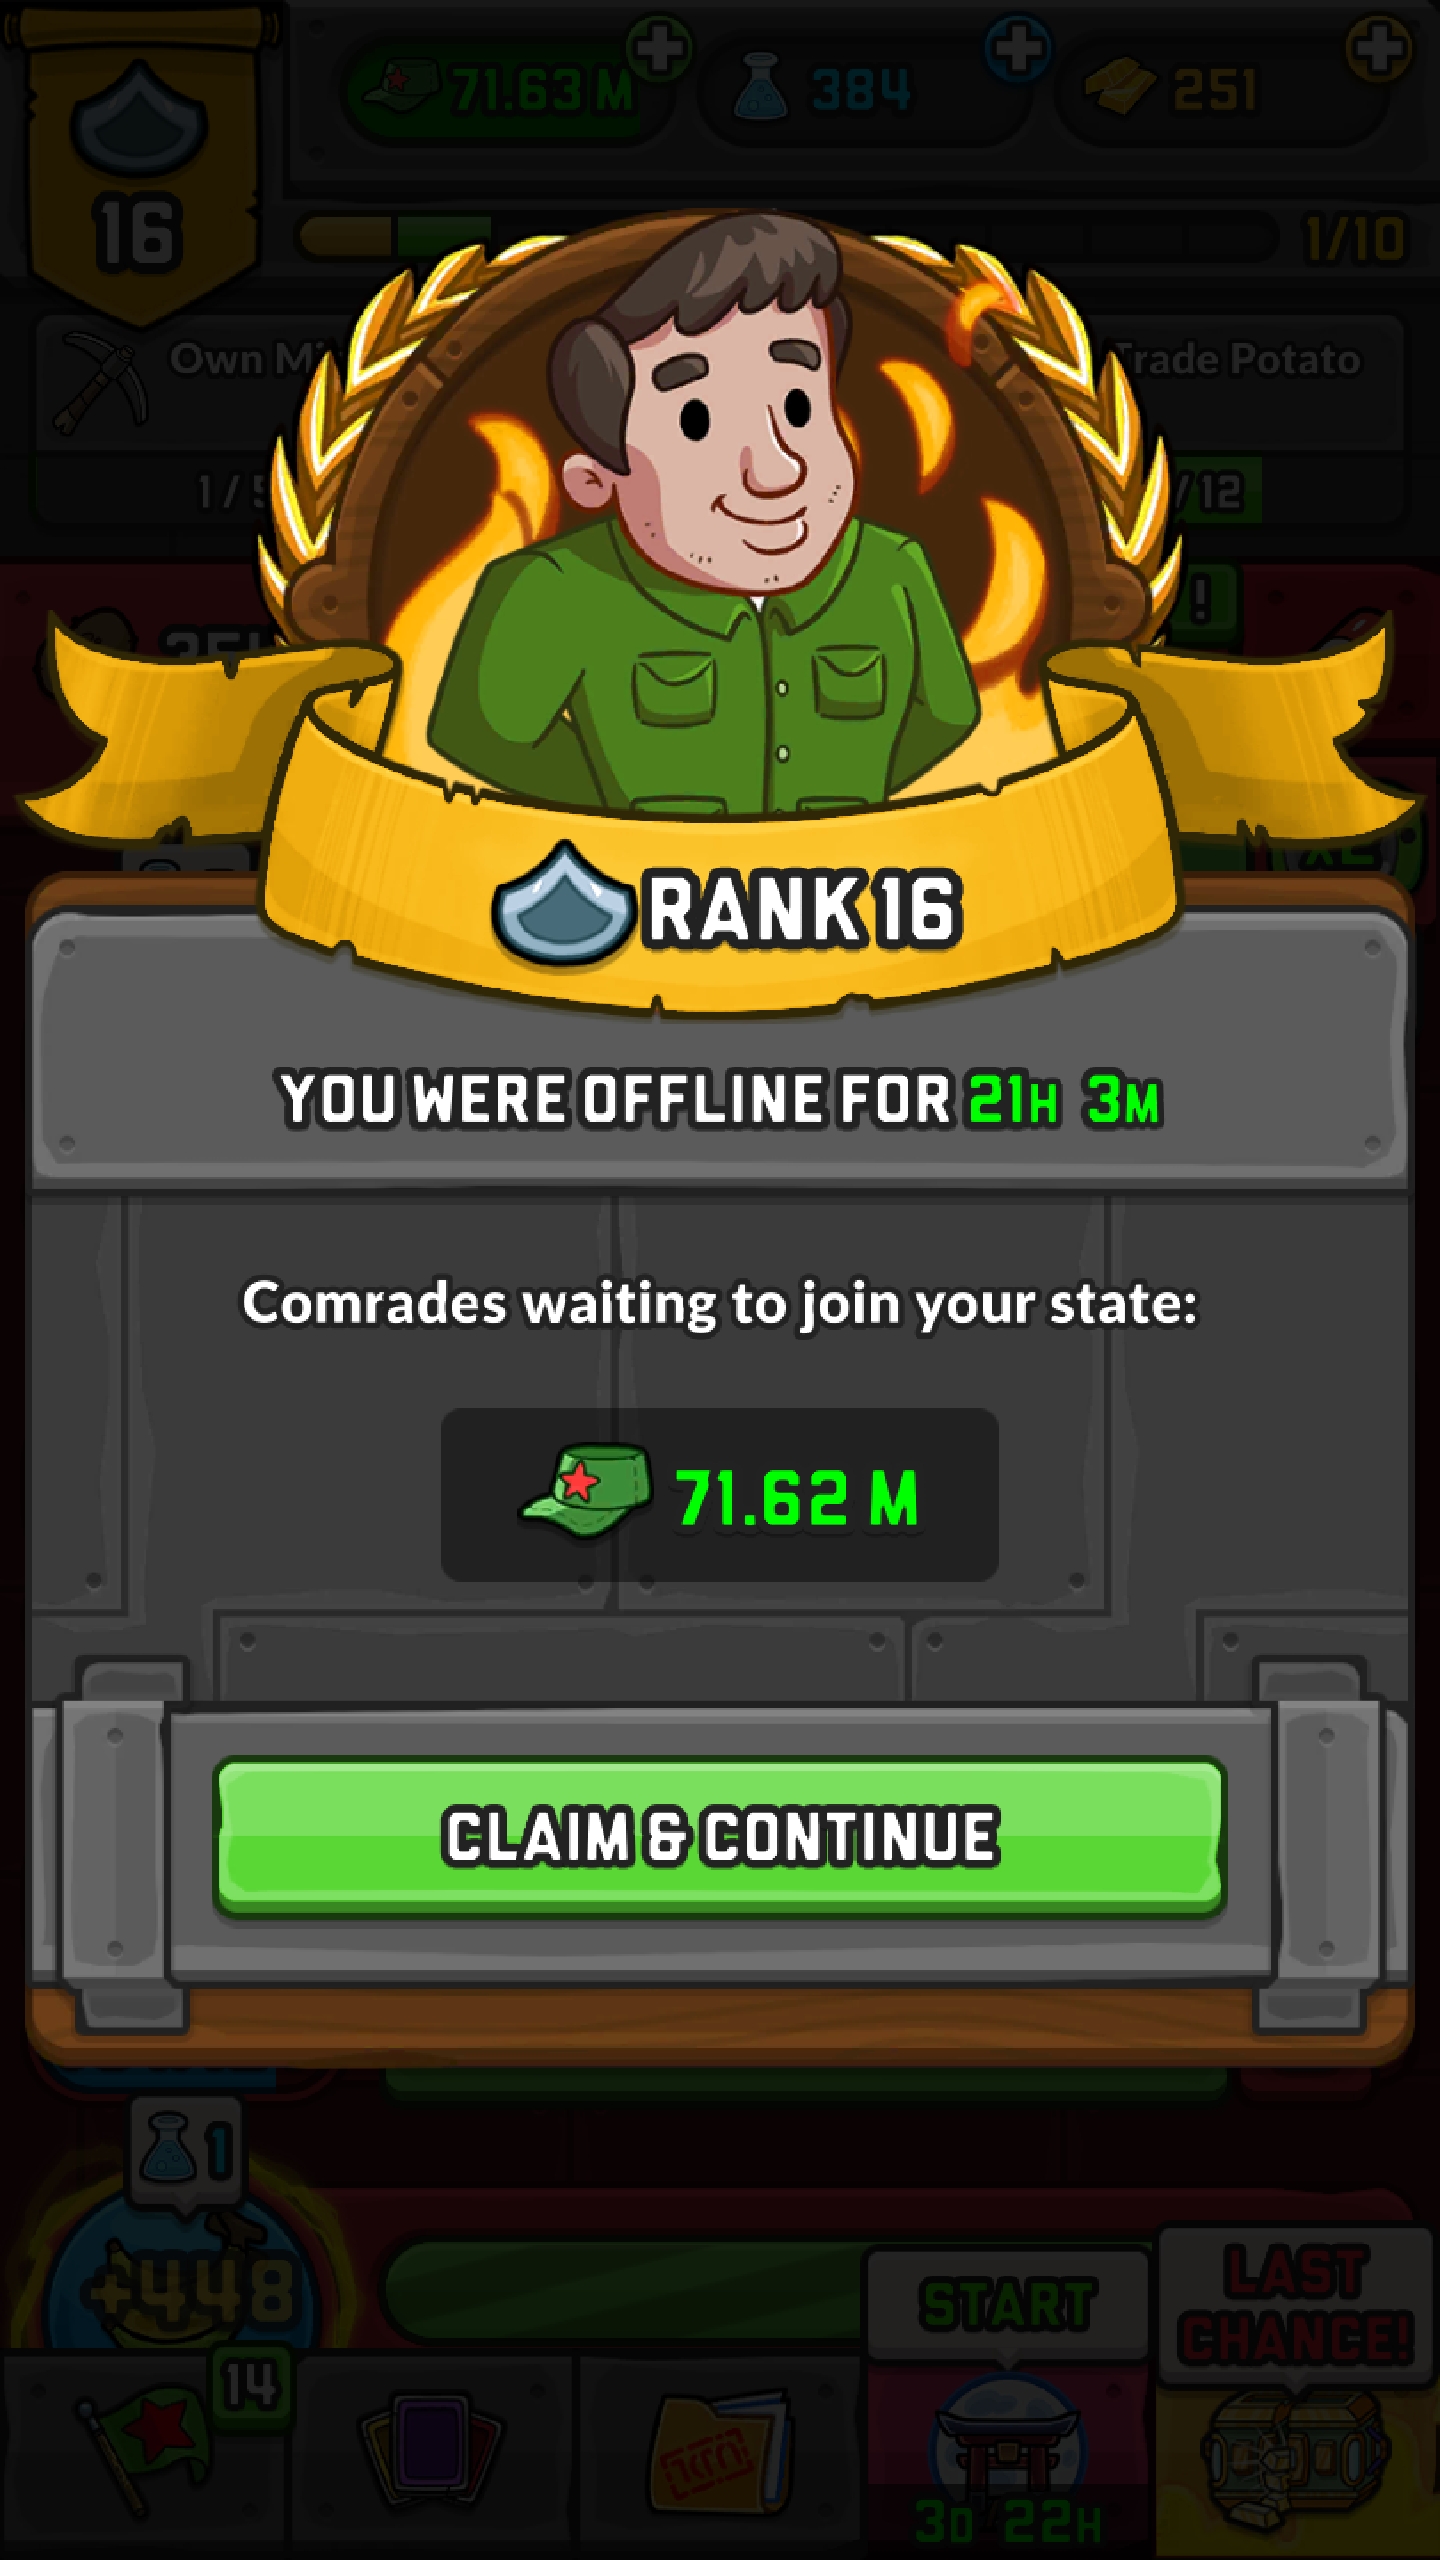 71.63 M
384
251
16
1/10
Trade Potato
/12
!
RANK 16
YOU WERE OFFLINE FOR 21H 3M
Comrades waiting to join your state:
71.62 M
CLAIM & CONTINUE
1
+448
START
LAST
CHANCE!
14
3D 22H